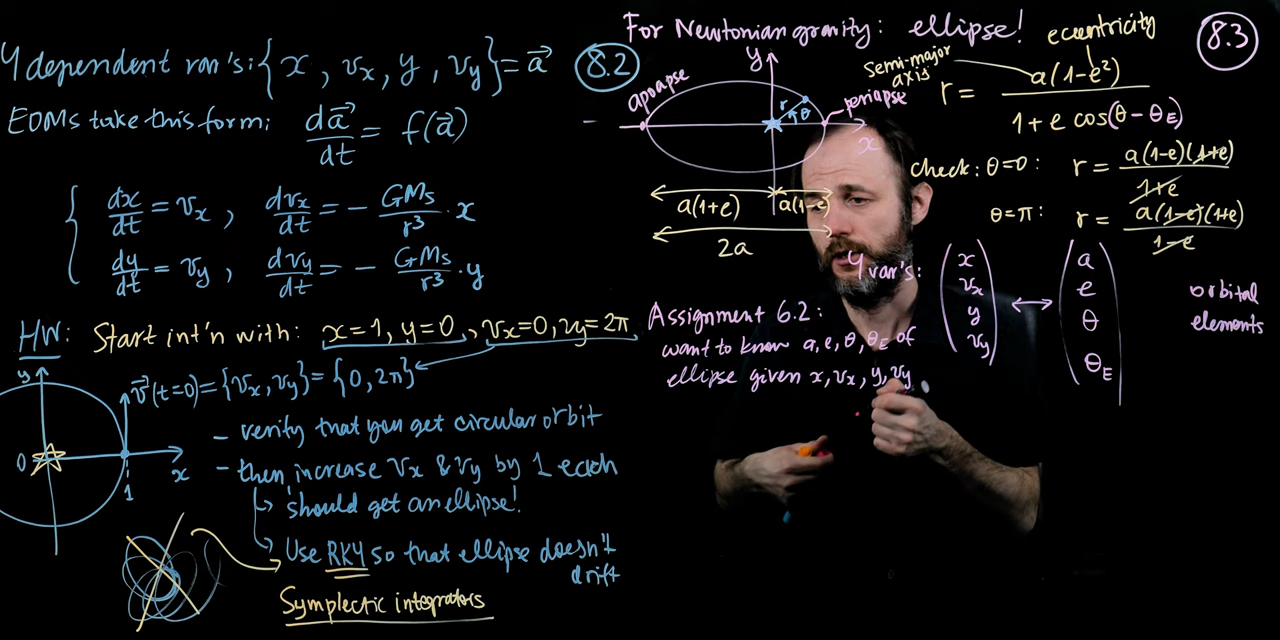 4 dependent var's: { x , vx , y , vy } = a⃗
8.2
EOMs take this form: da⃗/dt = f(a⃗)
dx/dt = vx , dvx/dt = - GMs/r³ · x
dy/dt = vy , dvy/dt = - GMs/r³ · y
HW: Start int'n with: x=1, y=0, vx=0, vy=2π
v⃗(t=0) = {vx, vy} = {0, 2π}
y
0
1
x
- verify that you get circular orbit
- then increase vx & vy by 1 each
↳ should get an ellipse!
↳ Use RK4 so that ellipse doesn't
drift
Symplectic integrators
For Newtonian gravity: ellipse!
8.3
eccentricity
Semi-major
axis
r = a(1-e²) / 1+e cos(θ-θE)
y
apoapse
r
θ
periapse
x
a(1+e)
a(1-e)
2a
check: θ=0: r = a(1-e)(1+e) / 1+e
θ=π: r = a(1-e)(1+e) / 1-e
4 var's: (x vx y vy) ↔ (a e θ θE)
orbital
elements
Assignment 6.2:
want to know a, e, θ, θE of
ellipse given x, vx, y, vy